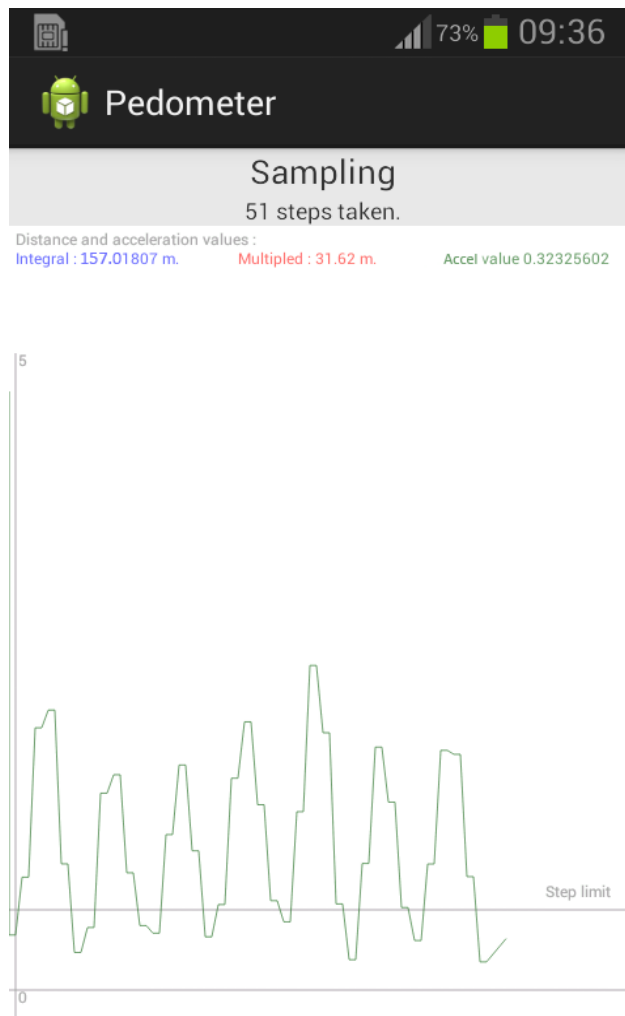 73% 09:36
Pedometer
Sampling
51 steps taken.
Distance and acceleration values :
Integral : 157.01807 m. Multipled : 31.62 m. Accel value 0.32325602
5
Step limit
0